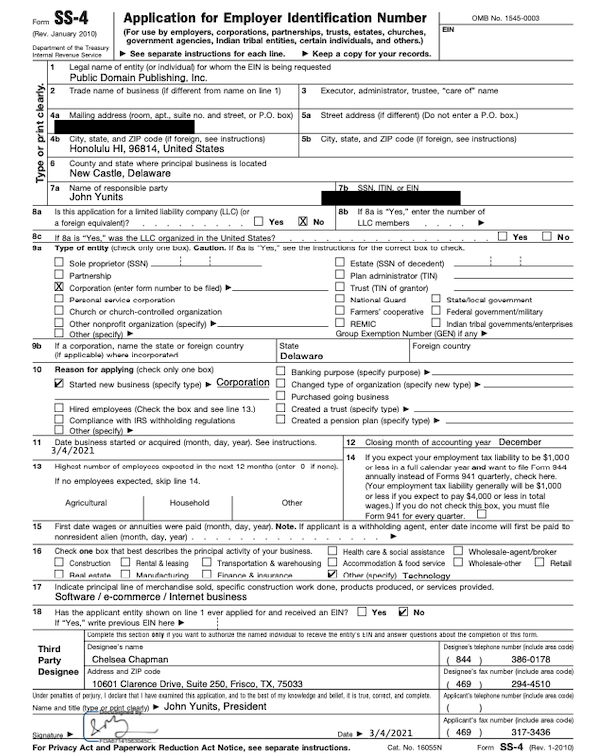 Form SS-4
(Rev. January 2010)
Department of the Treasury
Internal Revenue Service
Application for Employer Identification Number
(For use by employers, corporations, partnerships, trusts, estates, churches,
government agencies, Indian tribal entities, certain individuals, and others.)
► See separate instructions for each line. ► Keep a copy for your records.
OMB No. 1545-0003
EIN
Type or print clearly.
1 Legal name of entity (or individual) for whom the EIN is being requested
Public Domain Publishing, Inc.
2 Trade name of business (if different from name on line 1)
3 Executor, administrator, trustee, "care of" name
4a Mailing address (room, apt., suite no. and street, or P.O. box)
5a Street address (if different) (Do not enter a P.O. box.)
4b City, state, and ZIP code (if foreign, see instructions)
Honolulu HI, 96814, United States
5b City, state, and ZIP code (if foreign, see instructions)
6 County and state where principal business is located
New Castle, Delaware
7a Name of responsible party
John Yunits
7b SSN, ITIN, or EIN
8a Is this application for a limited liability company (LLC) (or
a foreign equivalent)? . . . . . . . . . Yes X No
8b If 8a is "Yes," enter the number of
LLC members . . . . ►
8c If 8a is "Yes," was the LLC organized in the United States? . . . . . . . . . . Yes No
9a Type of entity (check only one box). Caution. If 8a is "Yes," see the instructions for the correct box to check.
Sole proprietor (SSN)
Estate (SSN of decedent)
Partnership
Plan administrator (TIN)
X Corporation (enter form number to be filed) ►
Trust (TIN of grantor)
Personal service corporation
National Guard State/local government
Church or church-controlled organization
Farmers' cooperative Federal government/military
Other nonprofit organization (specify) ►
REMIC Indian tribal governments/enterprises
Other (specify) ►
Group Exemption Number (GEN) if any ►
9b If a corporation, name the state or foreign country
(if applicable) where incorporated
State
Delaware
Foreign country
10 Reason for applying (check only one box)
Banking purpose (specify purpose) ►
✓ Started new business (specify type) ► Corporation
Changed type of organization (specify new type) ►
Purchased going business
Hired employees (Check the box and see line 13.)
Created a trust (specify type) ►
Compliance with IRS withholding regulations
Created a pension plan (specify type) ►
Other (specify) ►
11 Date business started or acquired (month, day, year). See instructions.
3/4/2021
12 Closing month of accounting year December
13 Highest number of employees expected in the next 12 months (enter 0 if none).
If no employees expected, skip line 14.
Agricultural Household Other
14 If you expect your employment tax liability to be $1,000
or less in a full calendar year and want to file Form 944
annually instead of Forms 941 quarterly, check here.
(Your employment tax liability generally will be $1,000
or less if you expect to pay $4,000 or less in total
wages.) If you do not check this box, you must file
Form 941 for every quarter.
15 First date wages or annuities were paid (month, day, year). Note. If applicant is a withholding agent, enter date income will first be paid to
nonresident alien (month, day, year) . . . . . . . . . . . . ►
16 Check one box that best describes the principal activity of your business.
Health care & social assistance Wholesale-agent/broker
Construction Rental & leasing Transportation & warehousing Accommodation & food service Wholesale-other Retail
Real estate Manufacturing Finance & insurance ✓ Other (specify) Technology
17 Indicate principal line of merchandise sold, specific construction work done, products produced, or services provided.
Software / e-commerce / Internet business
18 Has the applicant entity shown on line 1 ever applied for and received an EIN? Yes ✓ No
If "Yes," write previous EIN here ►
Complete this section only if you want to authorize the named individual to receive the entity's EIN and answer questions about the completion of this form.
Third
Party
Designee
Designee's name
Chelsea Chapman
Designee's telephone number (include area code)
( 844 ) 386-0178
Address and ZIP code
10601 Clarence Drive, Suite 250, Frisco, TX, 75033
Designee's fax number (include area code)
( 469 ) 294-4510
Under penalties of perjury, I declare that I have examined this application, and to the best of my knowledge and belief, it is true, correct, and complete.
Applicant's telephone number (include area code)
( )
Name and title (type or print clearly) ► John Yunits, President
Applicant's fax number (include area code)
( 469 ) 317-3436
Signature ►
Date ► 3/4/2021
For Privacy Act and Paperwork Reduction Act Notice, see separate instructions. Cat. No. 16055N Form SS-4 (Rev. 1-2010)